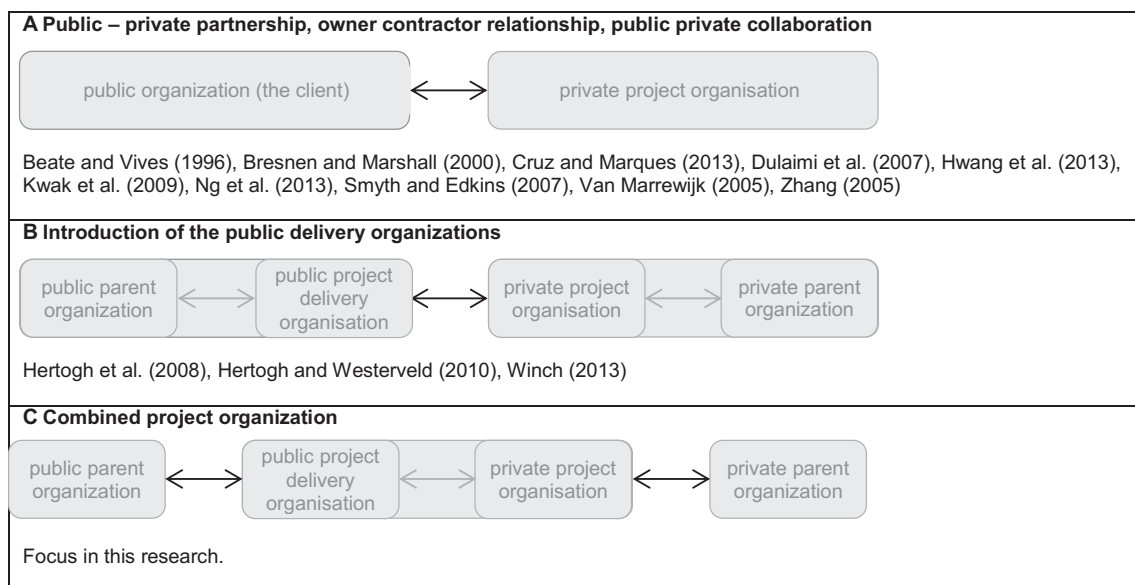 A Public – private partnership, owner contractor relationship, public private collaboration
public organization (the client)
private project organisation
Beate and Vives (1996), Bresnen and Marshall (2000), Cruz and Marques (2013), Dulaimi et al. (2007), Hwang et al. (2013),
Kwak et al. (2009), Ng et al. (2013), Smyth and Edkins (2007), Van Marrewijk (2005), Zhang (2005)
B Introduction of the public delivery organizations
public parent
organization
public project
delivery
organisation
private project
organisation
private parent
organization
Hertogh et al. (2008), Hertogh and Westerveld (2010), Winch (2013)
C Combined project organization
public parent
organization
public project
delivery
organisation
private project
organisation
private parent
organization
Focus in this research.